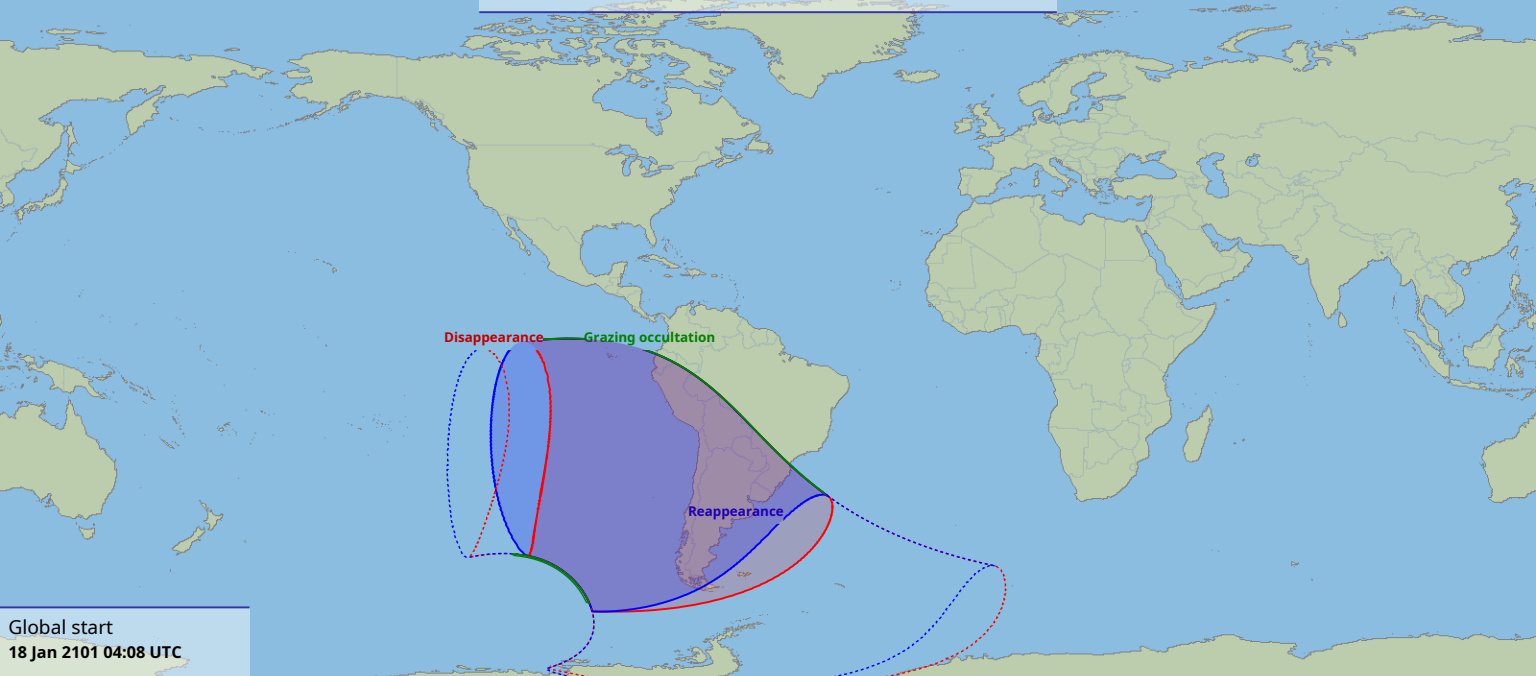 Disappearance
Grazing occultation
Reappearance
Global start
18 Jan 2101 04:08 UTC